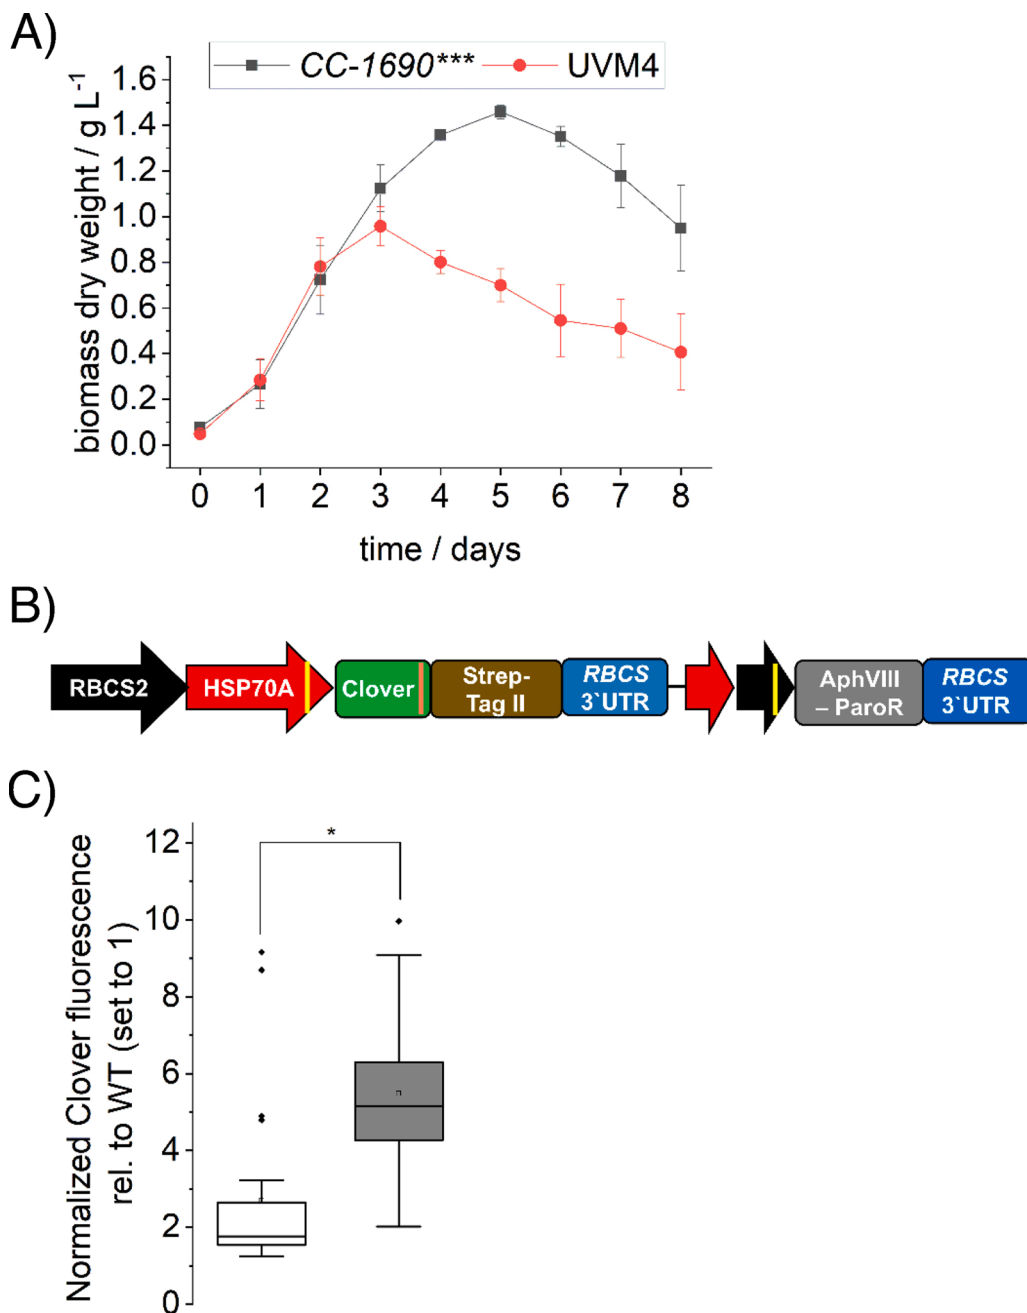 A)
CC-1690*** UVM4
biomass dry weight / g L⁻¹
1.6
1.4
1.2
1.0
0.8
0.6
0.4
0.2
0.0
0 1 2 3 4 5 6 7 8
time / days
B)
RBCS2 HSP70A Clover Strep-Tag II RBCS 3`UTR AphVIII – ParoR RBCS 3`UTR
C)
Normalized Clover fluorescence
rel. to WT (set to 1)
12
10
8
6
4
2
0
*